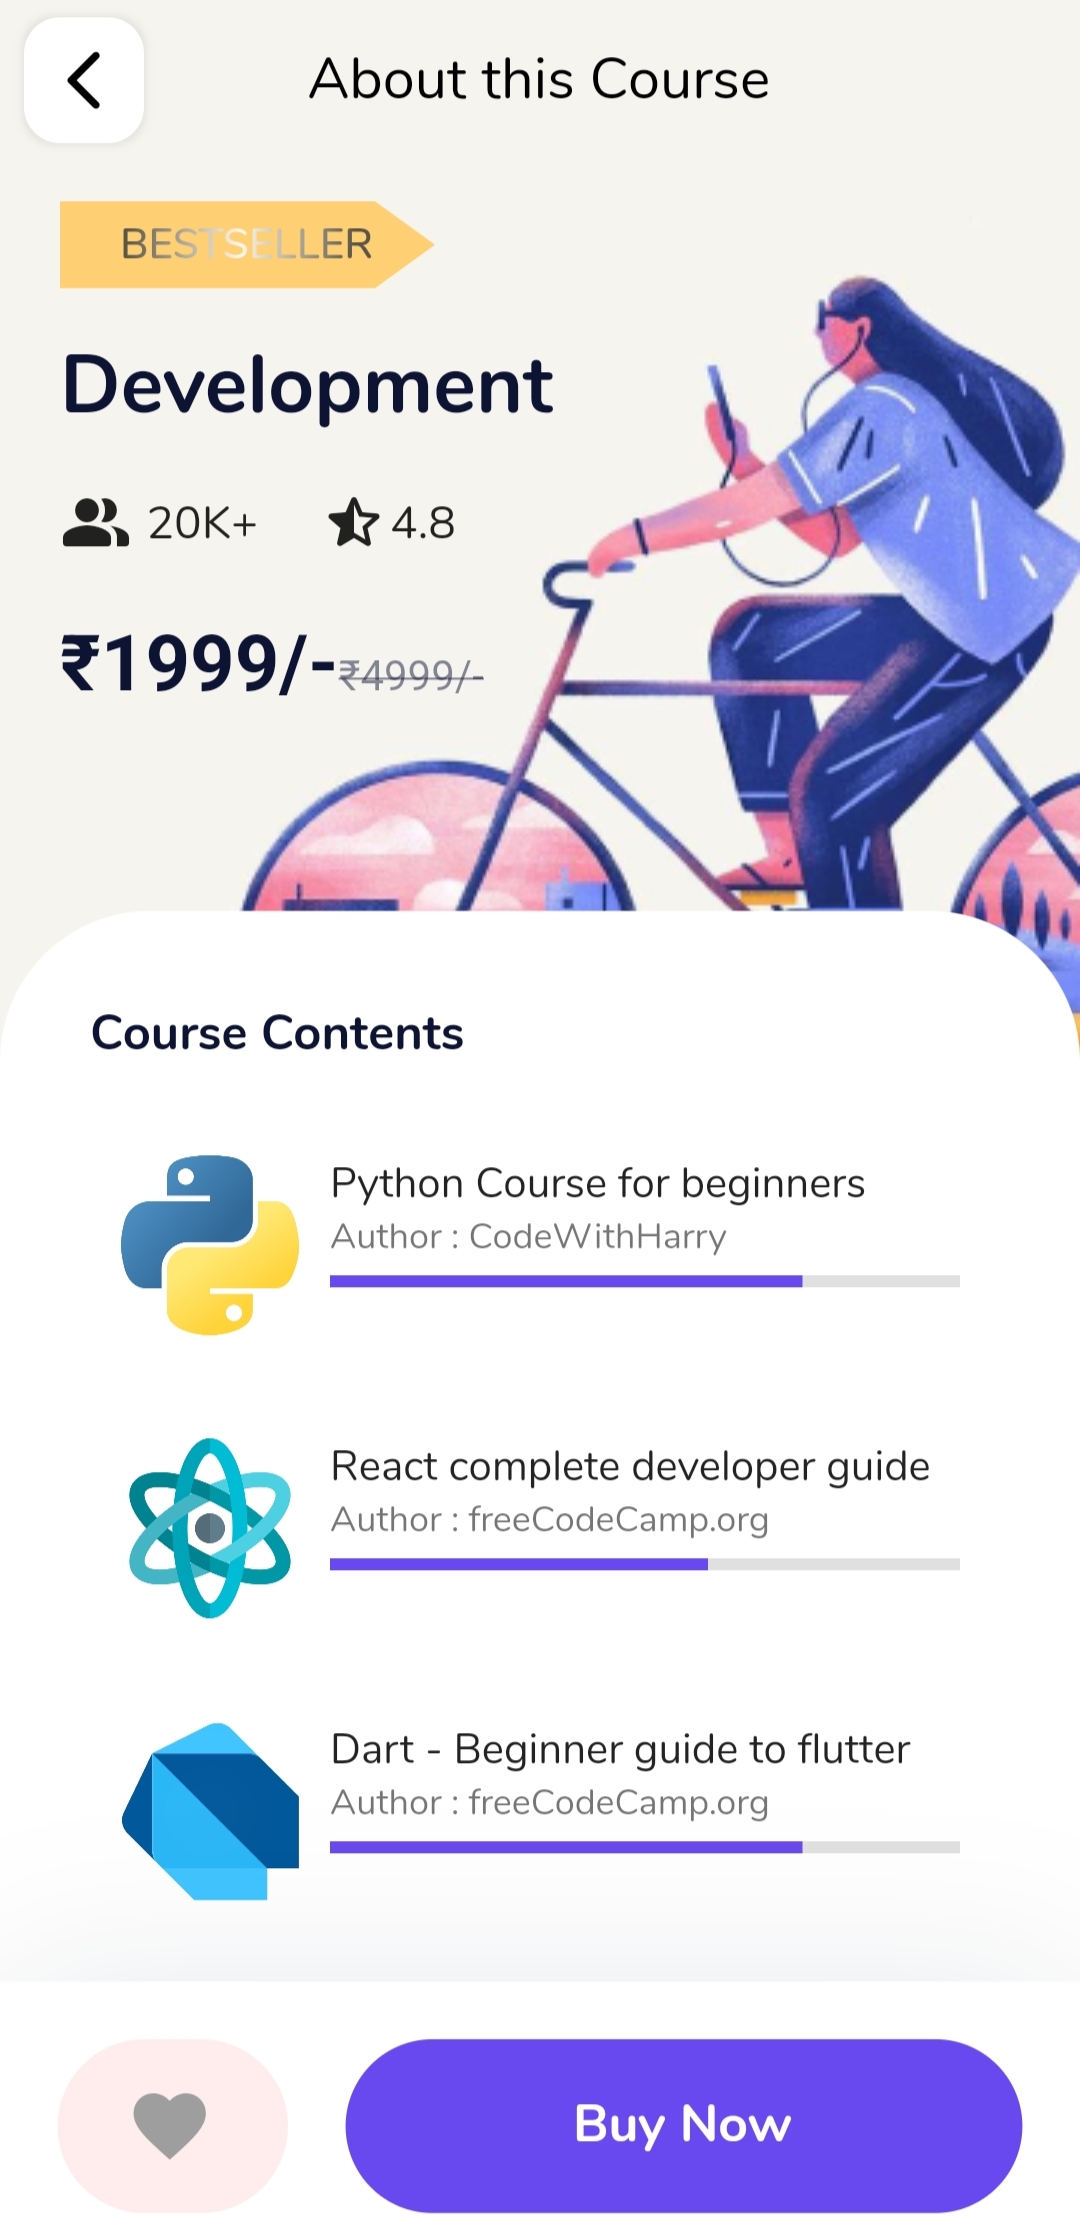 About this Course
BESTSELLER
Development
20K+ 4.8
₹1999/-₹4999/-
Course Contents
Python Course for beginners
Author : CodeWithHarry
React complete developer guide
Author : freeCodeCamp.org
Dart - Beginner guide to flutter
Author : freeCodeCamp.org
Buy Now